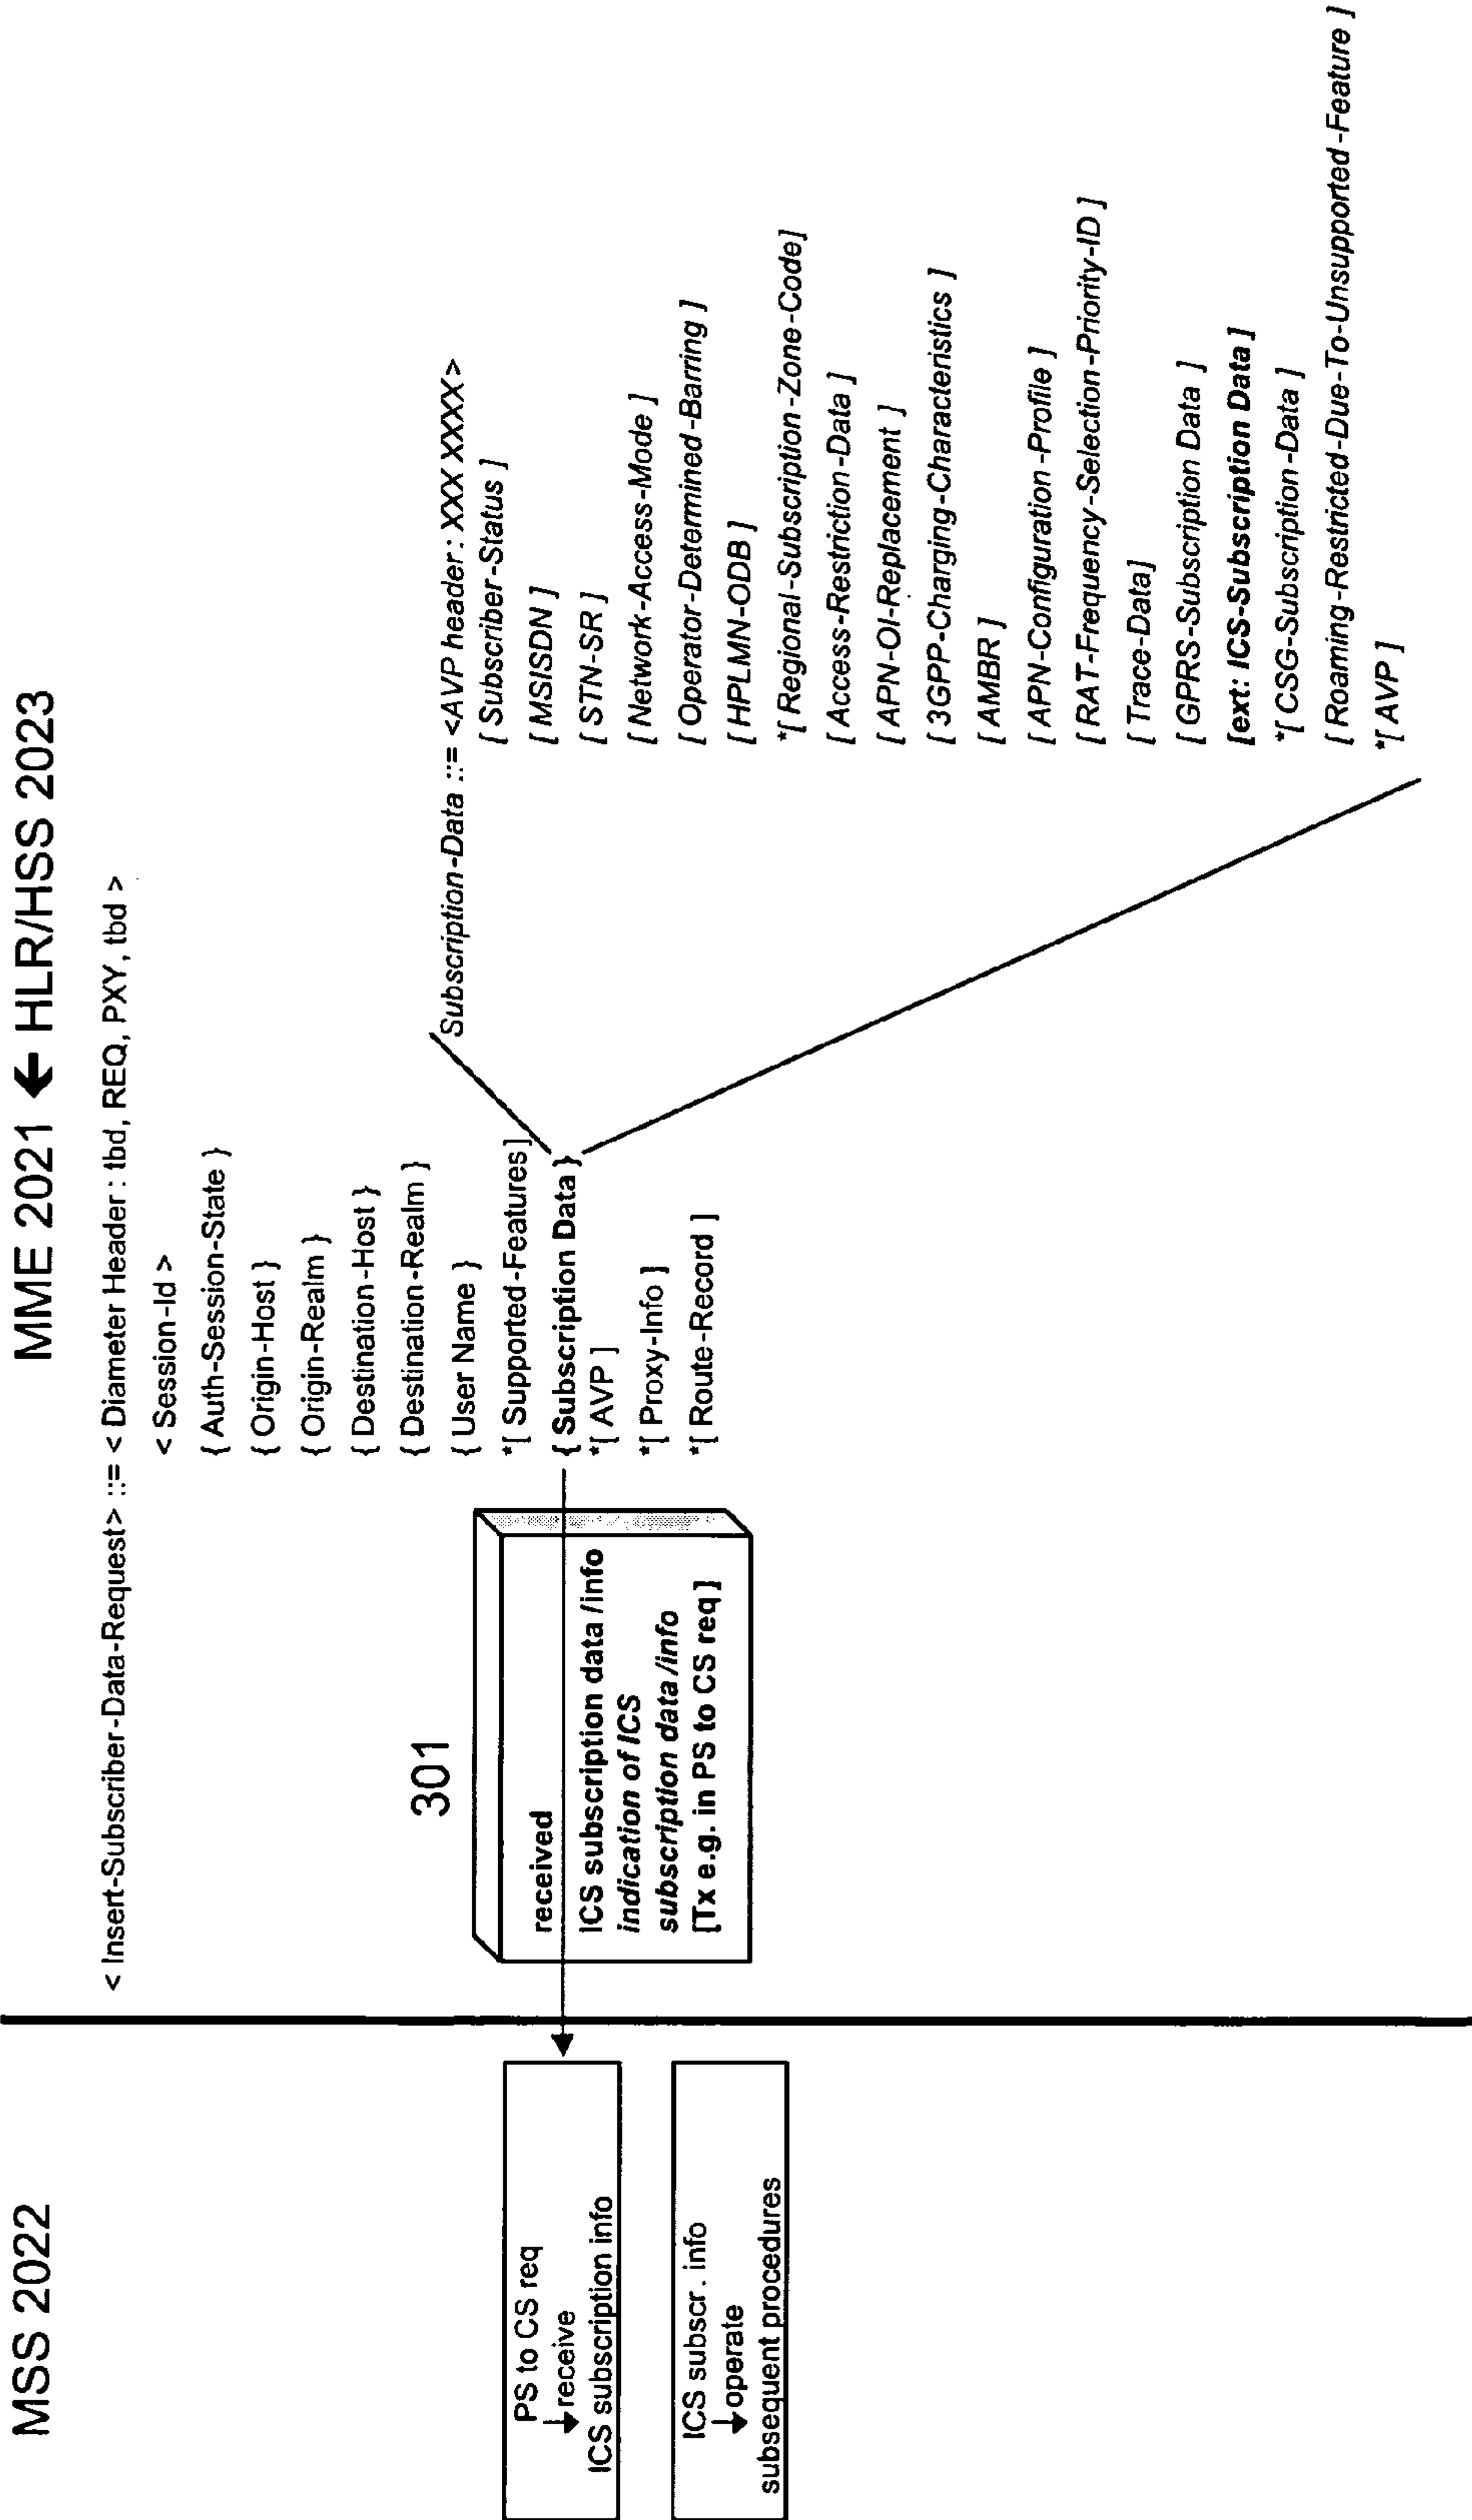 MSS 2022
MME 2021 ← HLR/HSS 2023
< Insert-Subscriber-Data-Request> ::= < Diameter Header: tbd, REQ, PXY, tbd >
< Session-Id >
{ Auth-Session-State }
{ Origin-Host }
{ Origin-Realm }
{ Destination-Host }
{ Destination-Realm }
{ User Name }
*[ Supported-Features]
{ Subscription Data }
*[ AVP ]
*[ Proxy-Info ]
*[ Route-Record ]
Subscription-Data ::= <AVP header: XXX XXXX>
[ Subscriber-Status ]
[ MSISDN ]
[ STN-SR ]
[ Network-Access-Mode ]
[ Operator-Determined-Barring ]
[ HPLMN-ODB ]
*[ Regional-Subscription-Zone-Code]
[ Access-Restriction-Data ]
[ APN-OI-Replacement ]
[ 3GPP-Charging-Characteristics ]
[ AMBR ]
[ APN-Configuration-Profile ]
[ RAT-Frequency-Selection-Priority-ID ]
[ Trace-Data]
[ GPRS-Subscription Data ]
[ext: ICS-Subscription Data ]
*[ CSG-Subscription-Data ]
[ Roaming-Restricted-Due-To-Unsupported-Feature ]
*[ AVP ]
301
received
ICS subscription data /info
indication of ICS
subscription data /info
[Tx e.g. in PS to CS req ]
PS to CS req
↳ receive
ICS subscription info
ICS subscr. info
↳ operate
subsequent procedures